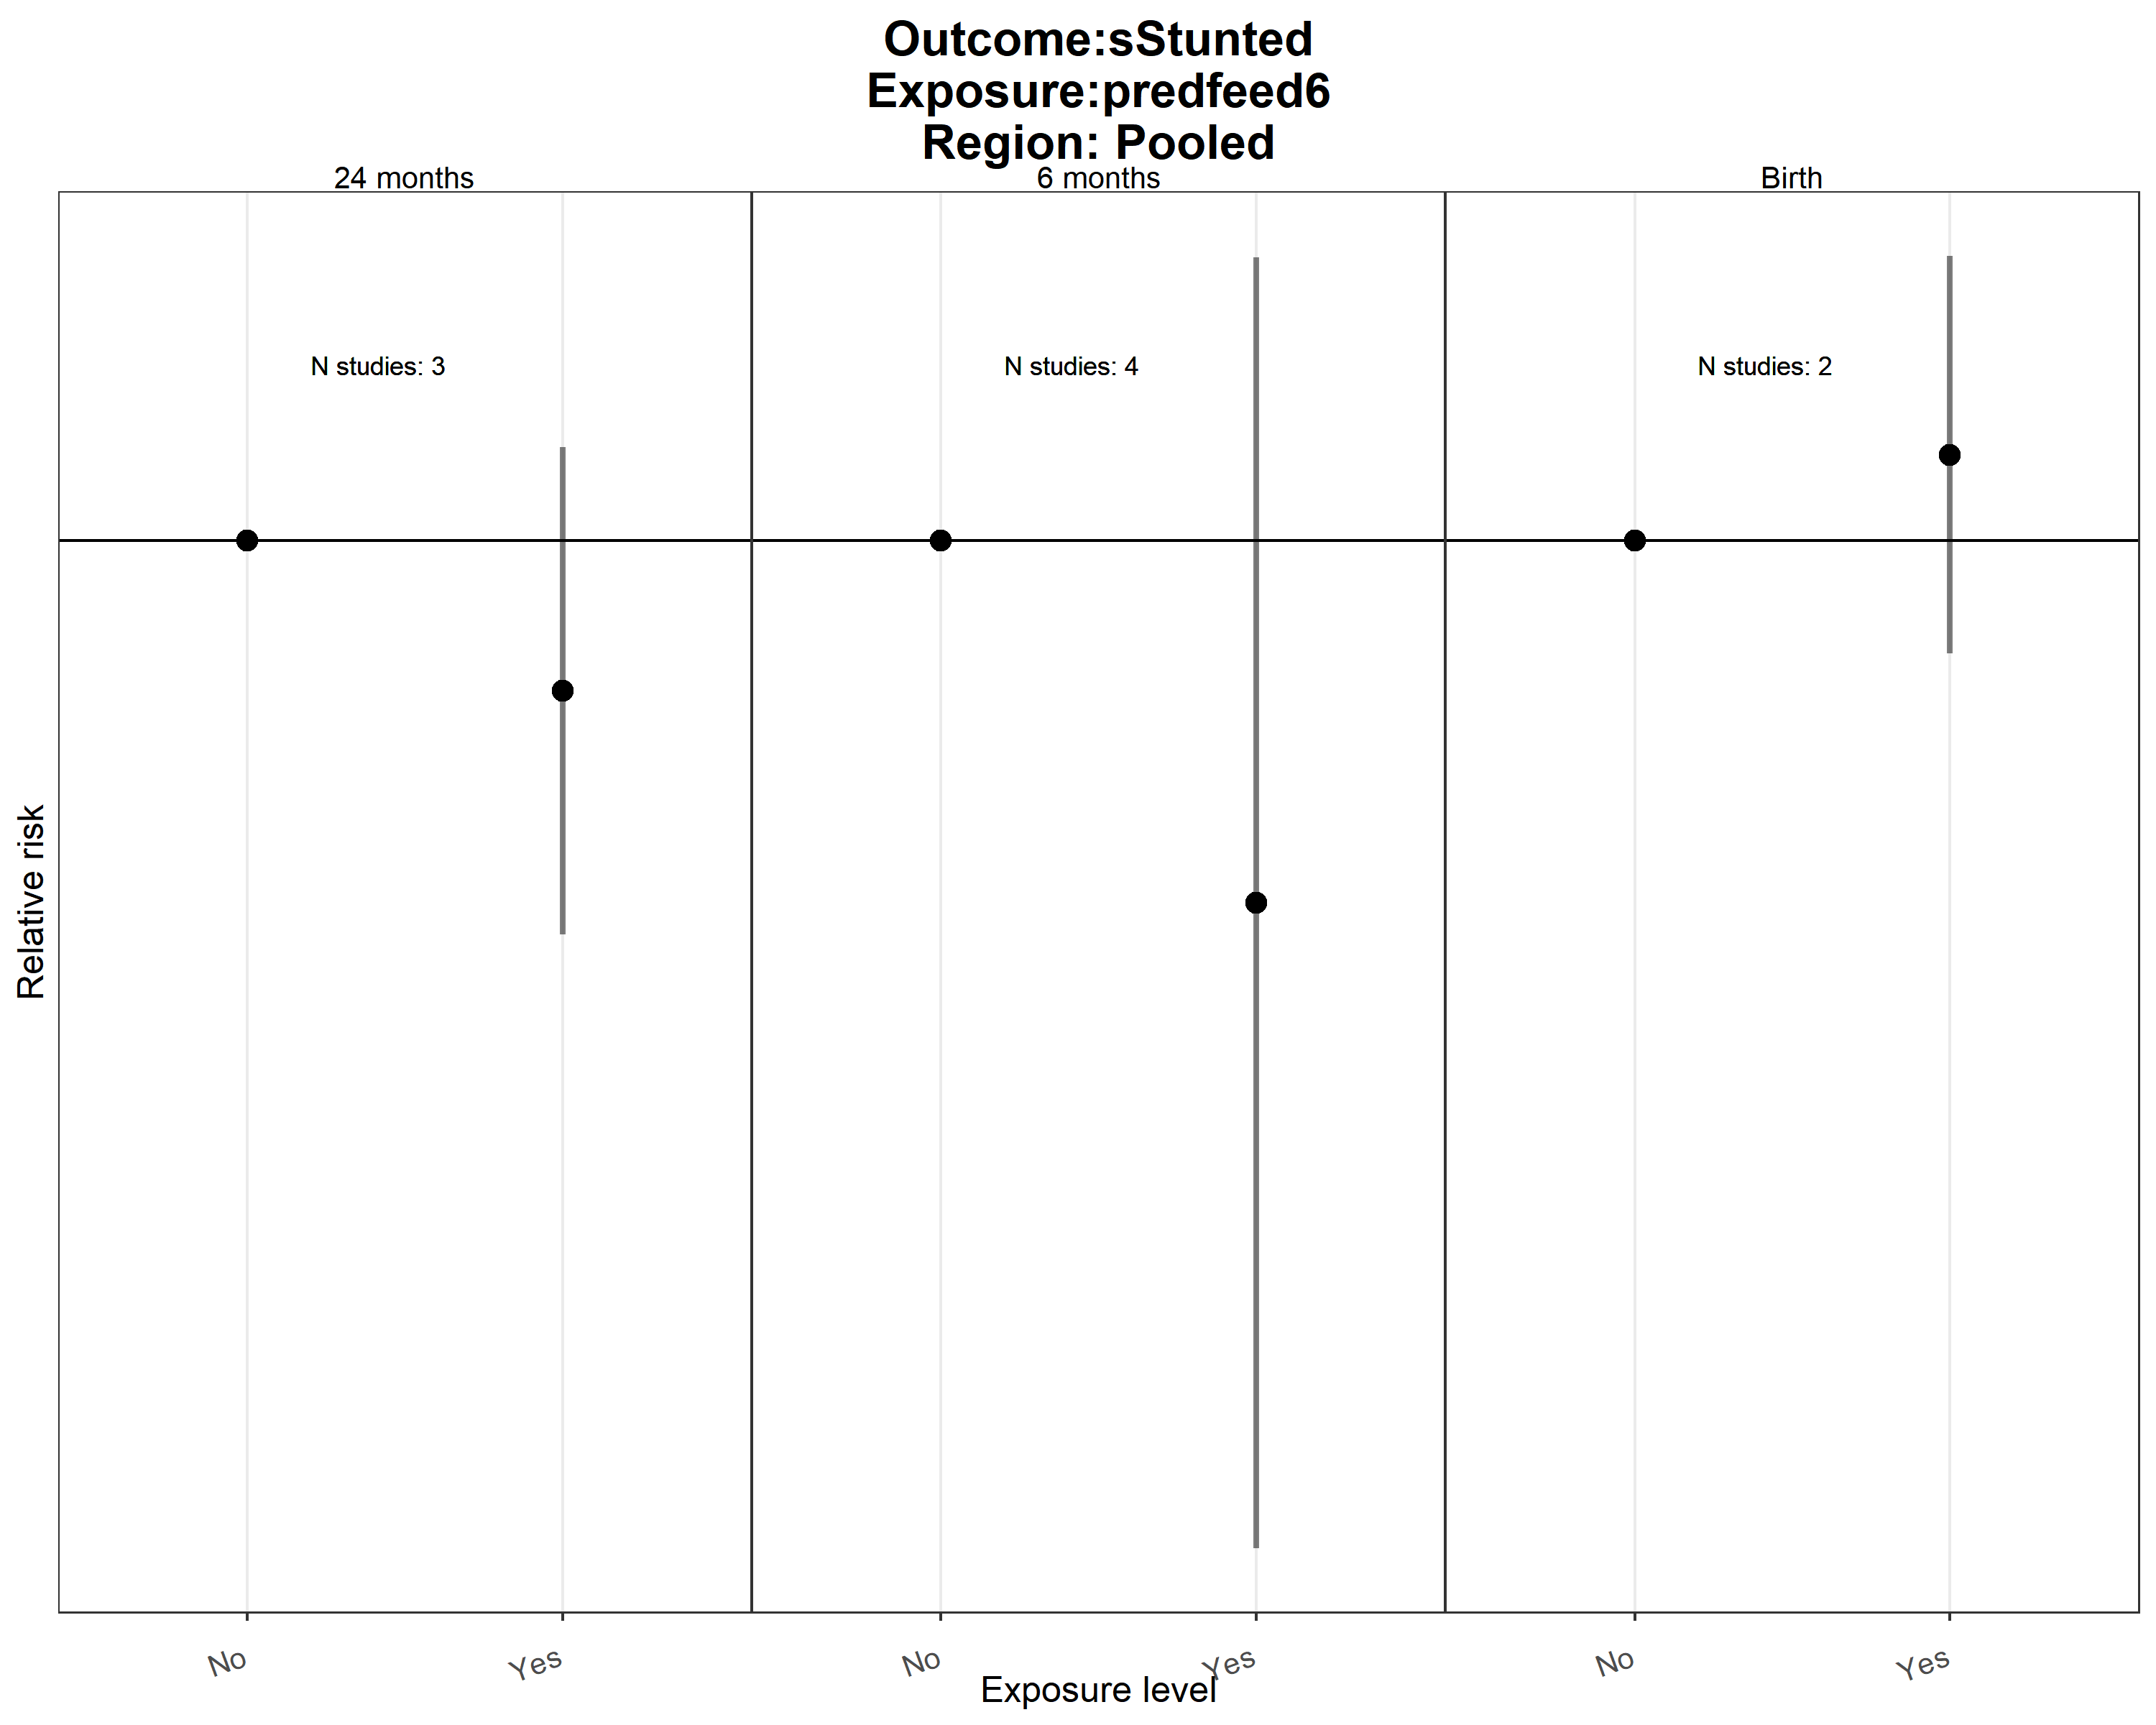 Outcome:sStunted
Exposure:predfeed6
Region: Pooled
24 months
6 months
Birth
N studies: 3
N studies: 4
N studies: 2
Relative risk
No
Yes
No
Yes
No
Yes
Exposure level